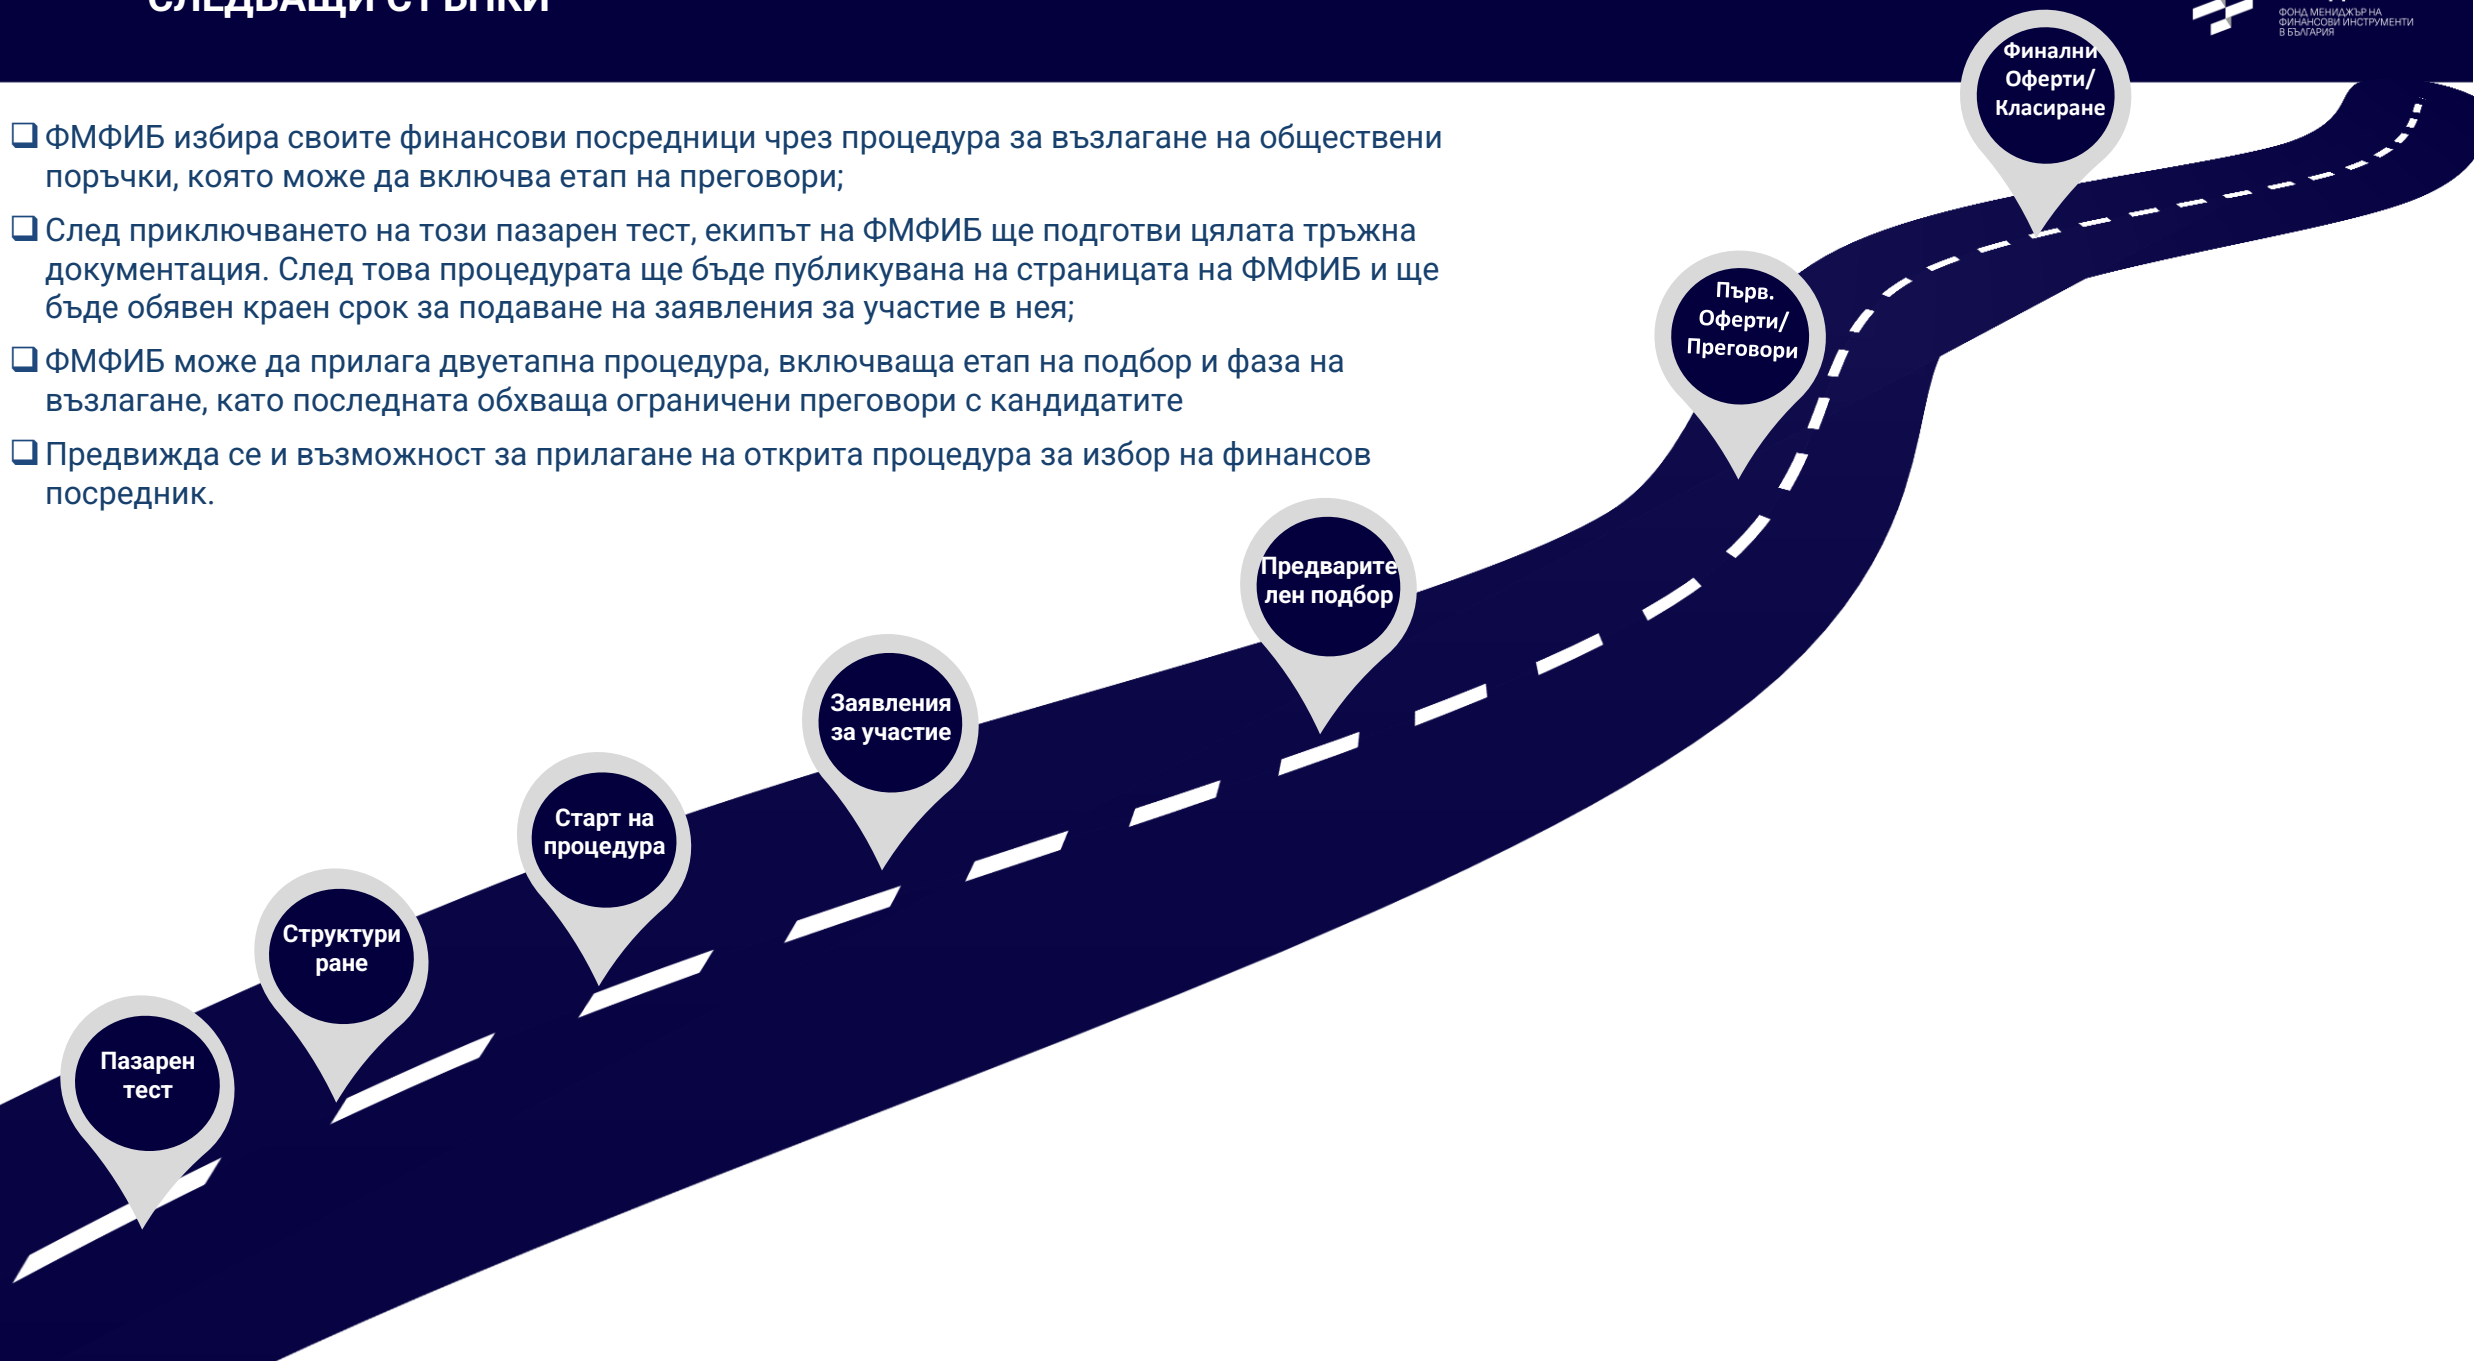 СЛЕДВАЩИ СТЪПКИ
ФОНД МЕНИДЖЪР НА
ФИНАНСОВИ ИНСТРУМЕНТИ
В БЪЛГАРИЯ
ФМФИБ избира своите финансови посредници чрез процедура за възлагане на обществени
поръчки, която може да включва етап на преговори;
След приключването на този пазарен тест, екипът на ФМФИБ ще подготви цялата тръжна
документация. След това процедурата ще бъде публикувана на страницата на ФМФИБ и ще
бъде обявен краен срок за подаване на заявления за участие в нея;
ФМФИБ може да прилага двуетапна процедура, включваща етап на подбор и фаза на
възлагане, като последната обхваща ограничени преговори с кандидатите
Предвижда се и възможност за прилагане на открита процедура за избор на финансов
посредник.
Финални
Оферти/
Класиране
Първ.
Оферти/
Преговори
Предварите
лен подбор
Заявления
за участие
Старт на
процедура
Структури
ране
Пазарен
тест